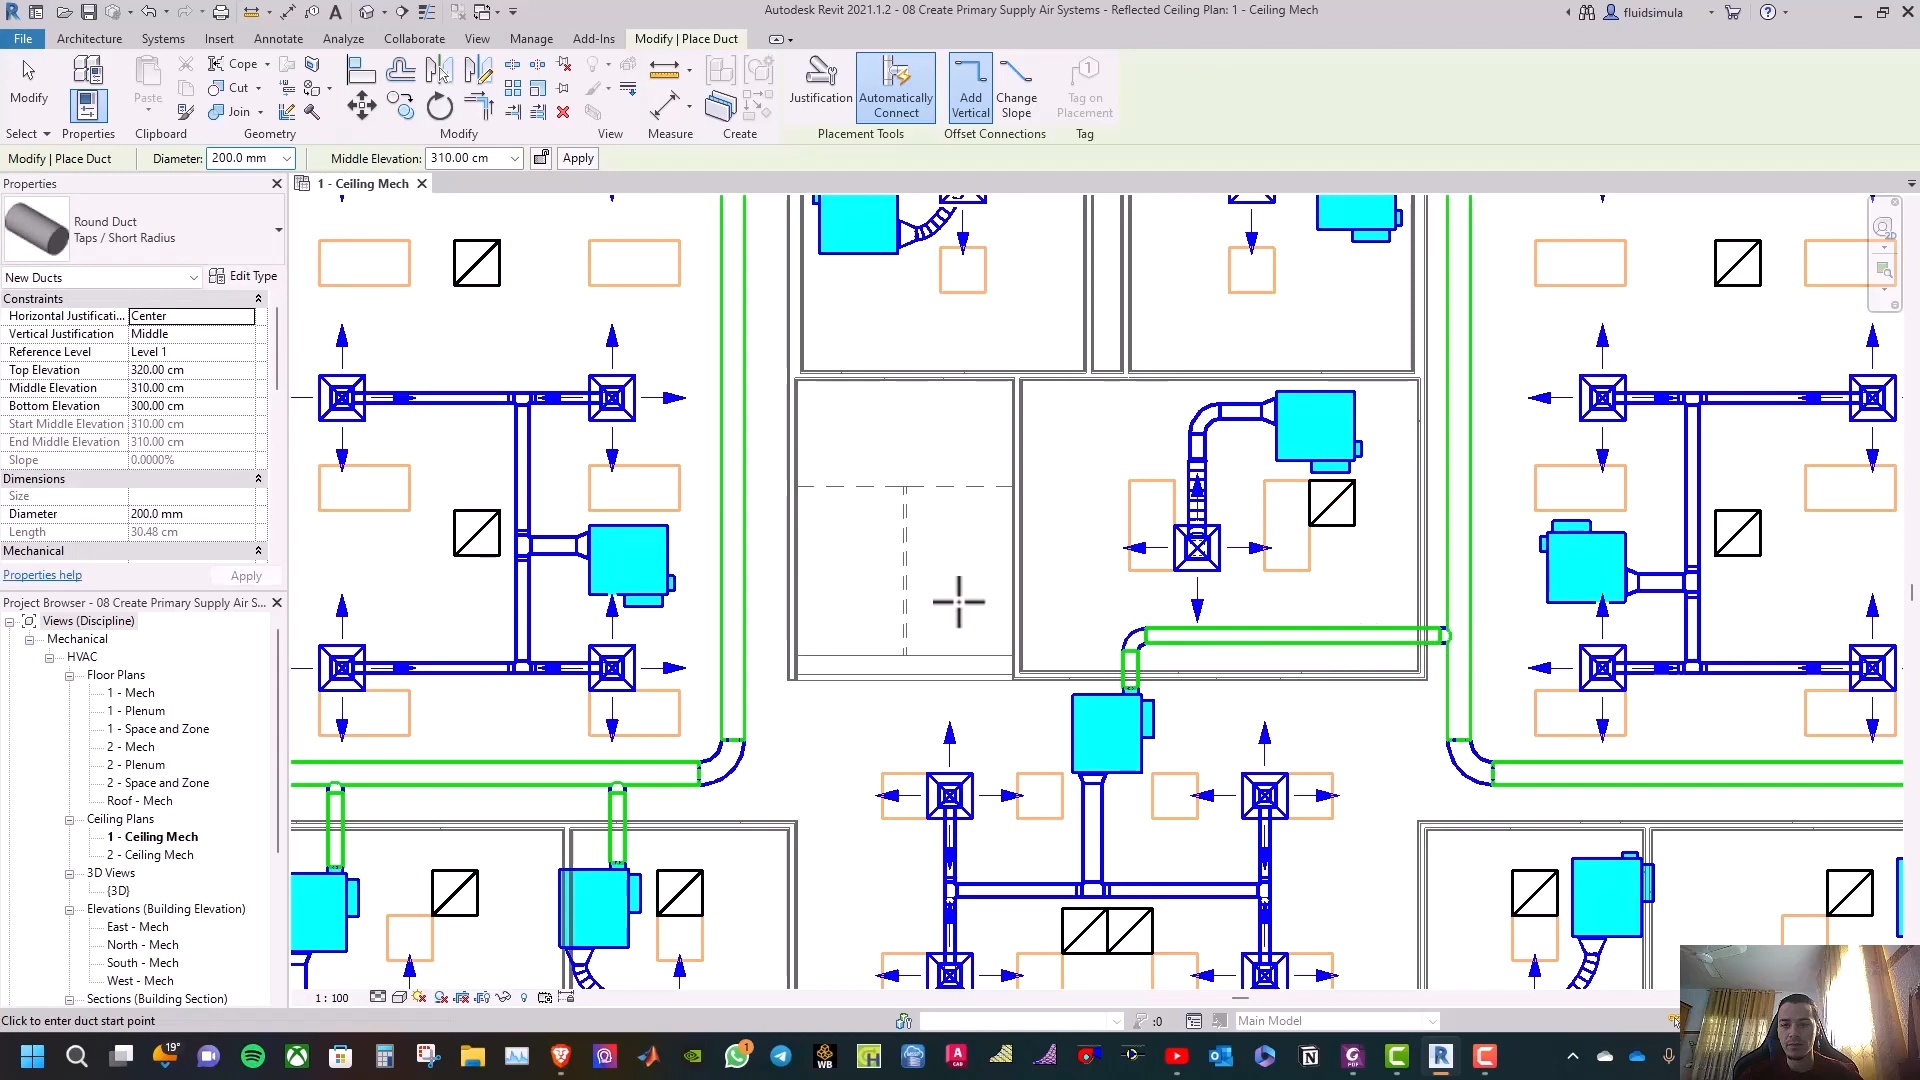 Autodesk Revit 2021.1.2 - 08 Create Primary Supply Air Systems - Reflected Ceiling Plan: 1 - Ceiling Mech
fluidsimula
File
Architecture
Systems
Insert
Annotate
Analyze
Collaborate
View
Manage
Add-Ins
Modify | Place Duct
Modify
Paste
Cope
Cut
Join
Justification
Automatically
Connect
Add
Vertical
Change
Slope
Tag on
Placement
Select
Properties
Clipboard
Geometry
Modify
View
Measure
Create
Placement Tools
Offset Connections
Tag
Modify | Place Duct
Diameter: 200.0 mm
Middle Elevation: 310.00 cm
Apply
Properties
1 - Ceiling Mech
Round Duct
Taps / Short Radius
New Ducts
Edit Type
Constraints
Horizontal Justificati... Center
Vertical Justification Middle
Reference Level Level 1
Top Elevation 320.00 cm
Middle Elevation 310.00 cm
Bottom Elevation 300.00 cm
Start Middle Elevation 310.00 cm
End Middle Elevation 310.00 cm
Slope 0.0000%
Dimensions
Size
Diameter 200.0 mm
Length 30.48 cm
Mechanical
Properties help
Apply
Project Browser - 08 Create Primary Supply Air S...
Views (Discipline)
Mechanical
HVAC
Floor Plans
1 - Mech
1 - Plenum
1 - Space and Zone
2 - Mech
2 - Plenum
2 - Space and Zone
Roof - Mech
Ceiling Plans
1 - Ceiling Mech
2 - Ceiling Mech
3D Views
{3D}
Elevations (Building Elevation)
East - Mech
North - Mech
South - Mech
West - Mech
Sections (Building Section)
1 : 100
Click to enter duct start point
:0
Main Model
19°
1
WB